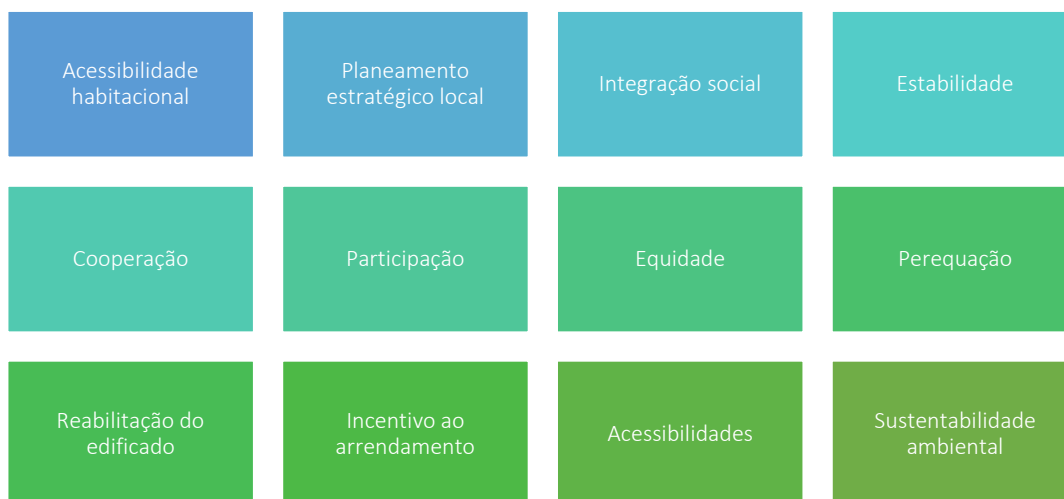 Acessibilidade
habitacional
Planeamento
estratégico local
Integração social
Estabilidade
Cooperação
Participação
Equidade
Perequação
Reabilitação do
edificado
Incentivo ao
arrendamento
Acessibilidades
Sustentabilidade
ambiental